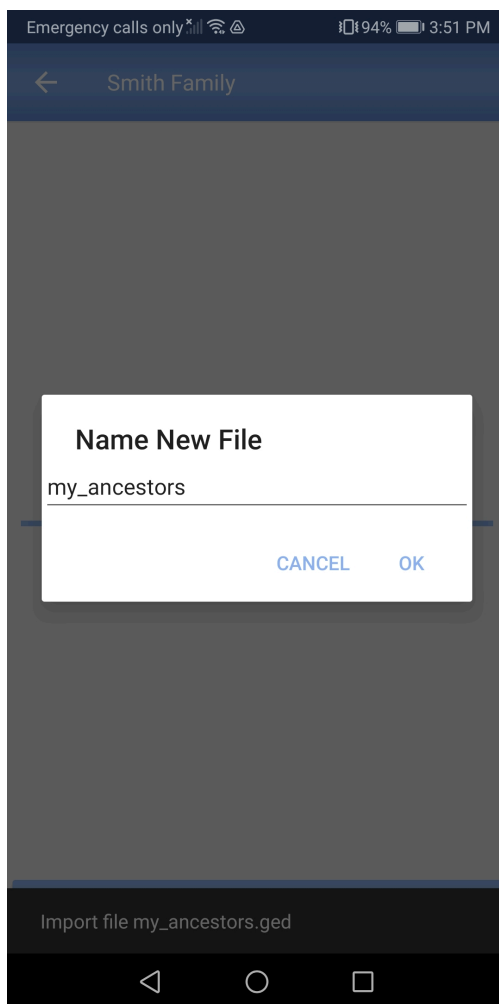 Emergency calls only 94% 3:51 PM
Smith Family
Name New File
my_ancestors
CANCEL OK
Import file my_ancestors.ged